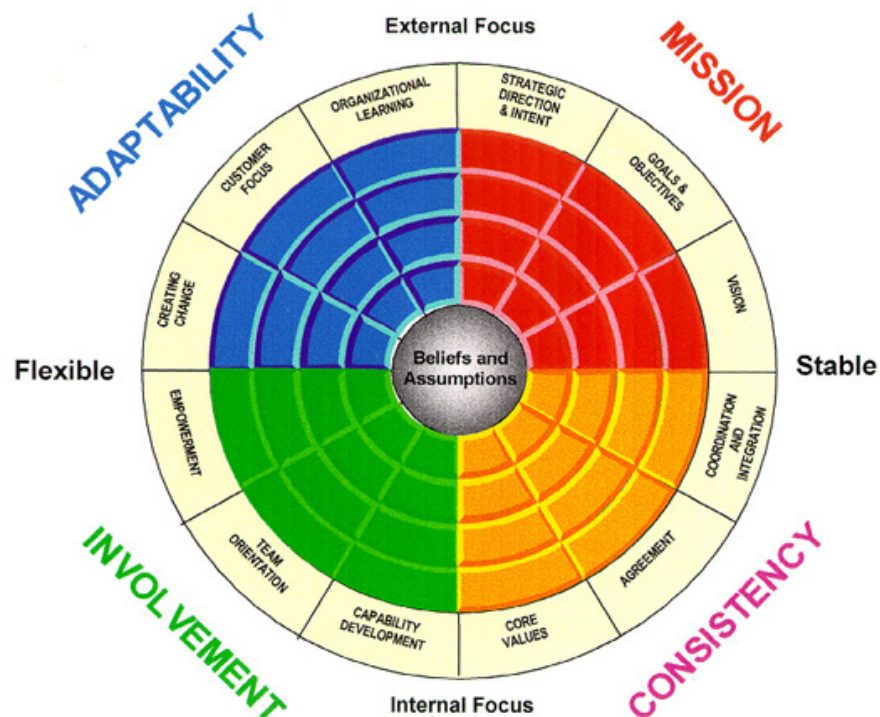 External Focus
ADAPTABILITY
MISSION
ORGANIZATIONAL
LEARNING
STRATEGIC
DIRECTION
& INTENT
CUSTOMER
FOCUS
GOALS &
OBJECTIVES
CREATING
CHANGE
VISION
Flexible
Beliefs and
Assumptions
Stable
EMPOWERMENT
COORDINATION
AND
INTEGRATION
TEAM
ORIENTATION
AGREEMENT
CAPABILITY
DEVELOPMENT
CORE
VALUES
INVOLVEMENT
CONSISTENCY
Internal Focus